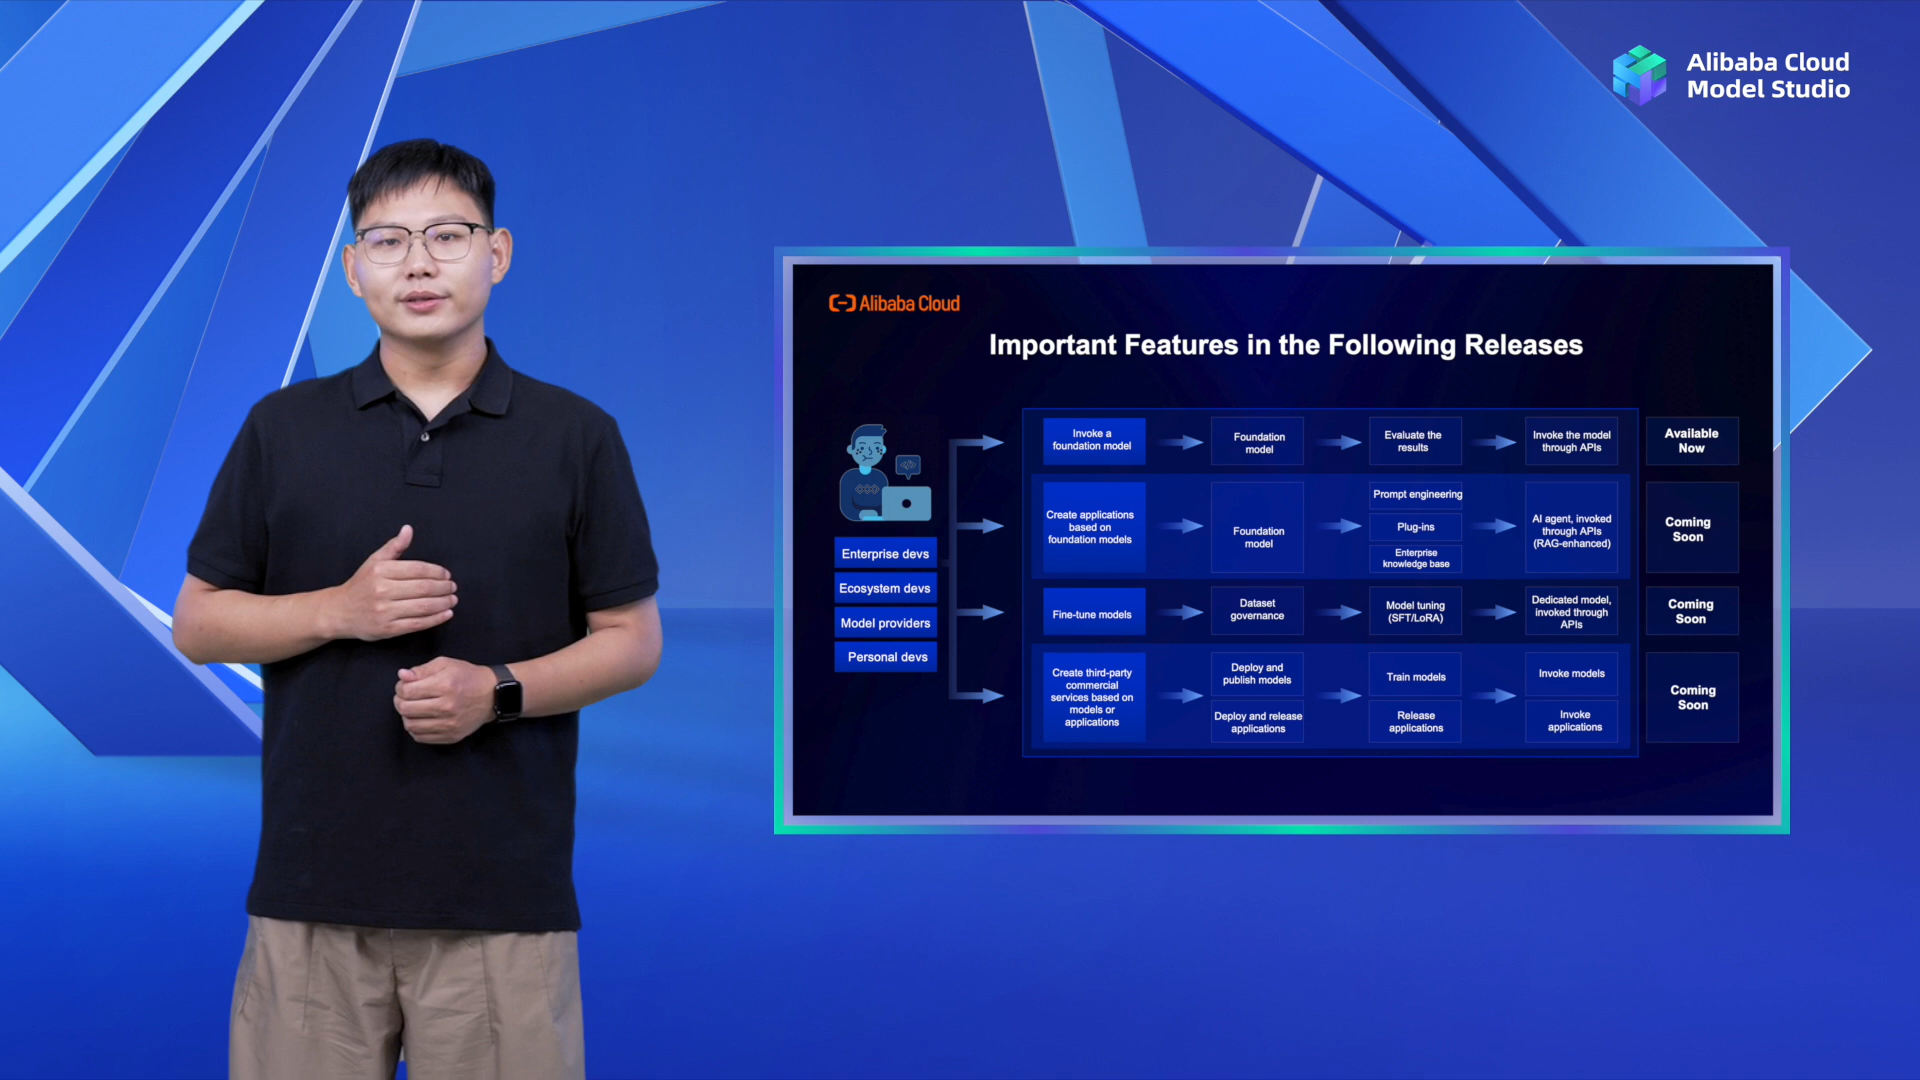 Alibaba Cloud
Model Studio
Alibaba Cloud
Important Features in the Following Releases
Enterprise devs
Ecosystem devs
Model providers
Personal devs
Invoke a
foundation model
Foundation
model
Evaluate the
results
Invoke the model
through APIs
Available
Now
Create applications
based on
foundation models
Foundation
model
Prompt engineering
Plug-ins
Enterprise
knowledge base
AI agent, invoked
through APIs
(RAG-enhanced)
Coming
Soon
Fine-tune models
Dataset
governance
Model tuning
(SFT/LoRA)
Dedicated model,
invoked through
APIs
Coming
Soon
Create third-party
commercial
services based on
models or
applications
Deploy and
publish models
Deploy and release
applications
Train models
Release
applications
Invoke models
Invoke
applications
Coming
Soon